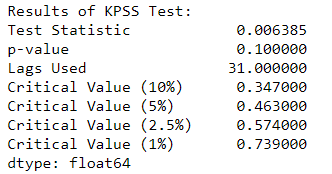 Results of KPSS Test:
Test Statistic 0.006385
p-value 0.100000
Lags Used 31.000000
Critical Value (10%) 0.347000
Critical Value (5%) 0.463000
Critical Value (2.5%) 0.574000
Critical Value (1%) 0.739000
dtype: float64